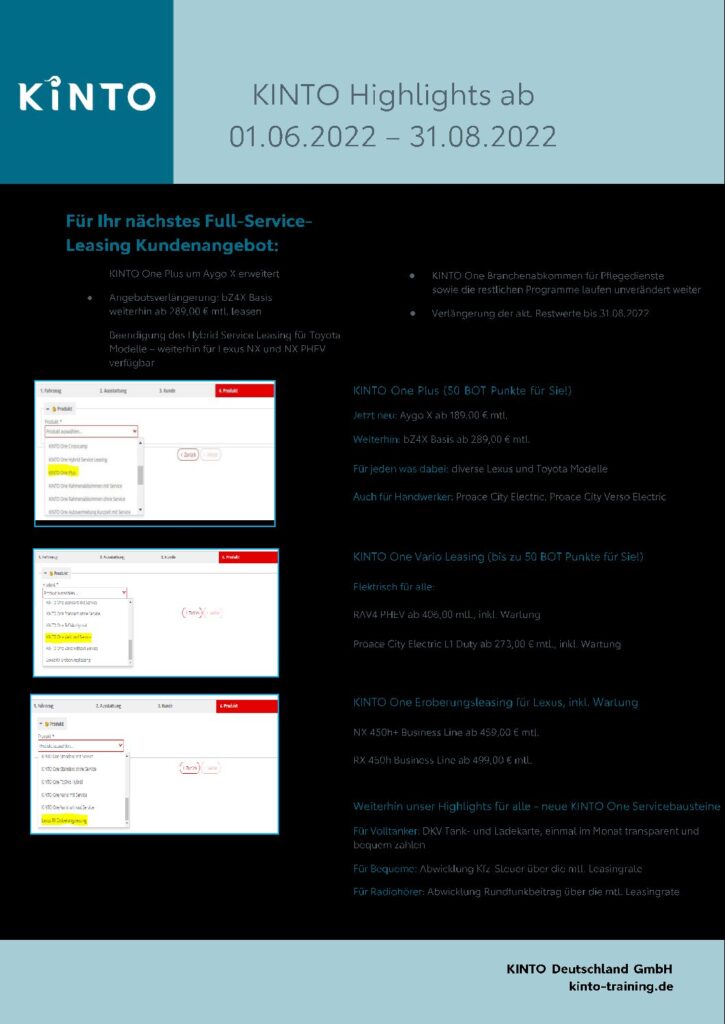 KINTO
KINTO Highlights ab
01.06.2022 – 31.08.2022
Für Ihr nächstes Full-Service-
Leasing Kundenangebot:
KINTO One Plus um Aygo X erweitert
● Angebotsverlängerung: bZ4X Basis
weiterhin ab 289,00 € mtl. leasen
Beendigung des Hybrid Service Leasing für Toyota
Modelle – weiterhin für Lexus NX und NX PHEV
verfügbar
● KINTO One Branchenabkommen für Pflegedienste
sowie die restlichen Programme laufen unverändert weiter
● Verlängerung der akt. Restwerte bis 31.08.2022
1. Fahrzeug 2. Ausstattung 3. Kunde 4. Produkt
Produkt
Produkt *
Produkt auswählen...
KINTO One Hybrid Service Leasing
KINTO One Plus
KINTO One Rahmenabkommen mit Service
KINTO One Rahmenabkommen ohne Service
KINTO One Autovermietung Kurzzeit mit Service
‹ Zurück
KINTO One Plus (50 BOT Punkte für Sie!)
Jetzt neu: Aygo X ab 189,00 € mtl.
Weiterhin: bZ4X Basis ab 289,00 € mtl.
Für jeden was dabei: diverse Lexus und Toyota Modelle
Auch für Handwerker: Proace City Electric, Proace City Verso Electric
1. Fahrzeug 2. Ausstattung 3. Kunde 4. Produkt
Produkt
Produkt *
Produkt auswählen...
KINTO One Standard mit Service
KINTO One Standard ohne Service
KINTO One Vario mit Service
KINTO One Vario ohne Service
‹ Zurück
KINTO One Vario Leasing (bis zu 50 BOT Punkte für Sie!)
Elektrisch für alle:
RAV4 PHEV ab 406,00 mtl., inkl. Wartung
Proace City Electric L1 Duty ab 273,00 € mtl., inkl. Wartung
1. Fahrzeug 2. Ausstattung 3. Kunde 4. Produkt
Produkt
Produkt *
Produkt auswählen...
KINTO One Standard mit Service
KINTO One Standard ohne Service
KINTO One Vario mit Service
‹ Zurück
KINTO One Eroberungsleasing für Lexus, inkl. Wartung
NX 450h+ Business Line ab 459,00 € mtl.
RX 450h Business Line ab 499,00 € mtl.
Weiterhin unser Highlights für alle - neue KINTO One Servicebausteine
Für Volltanker: DKV Tank- und Ladekarte, einmal im Monat transparent und
bequem zahlen
Für Bequeme: Abwicklung Kfz-Steuer über die mtl. Leasingrate
Für Radiohörer: Abwicklung Rundfunkbeitrag über die mtl. Leasingrate
KINTO Deutschland GmbH
kinto-training.de